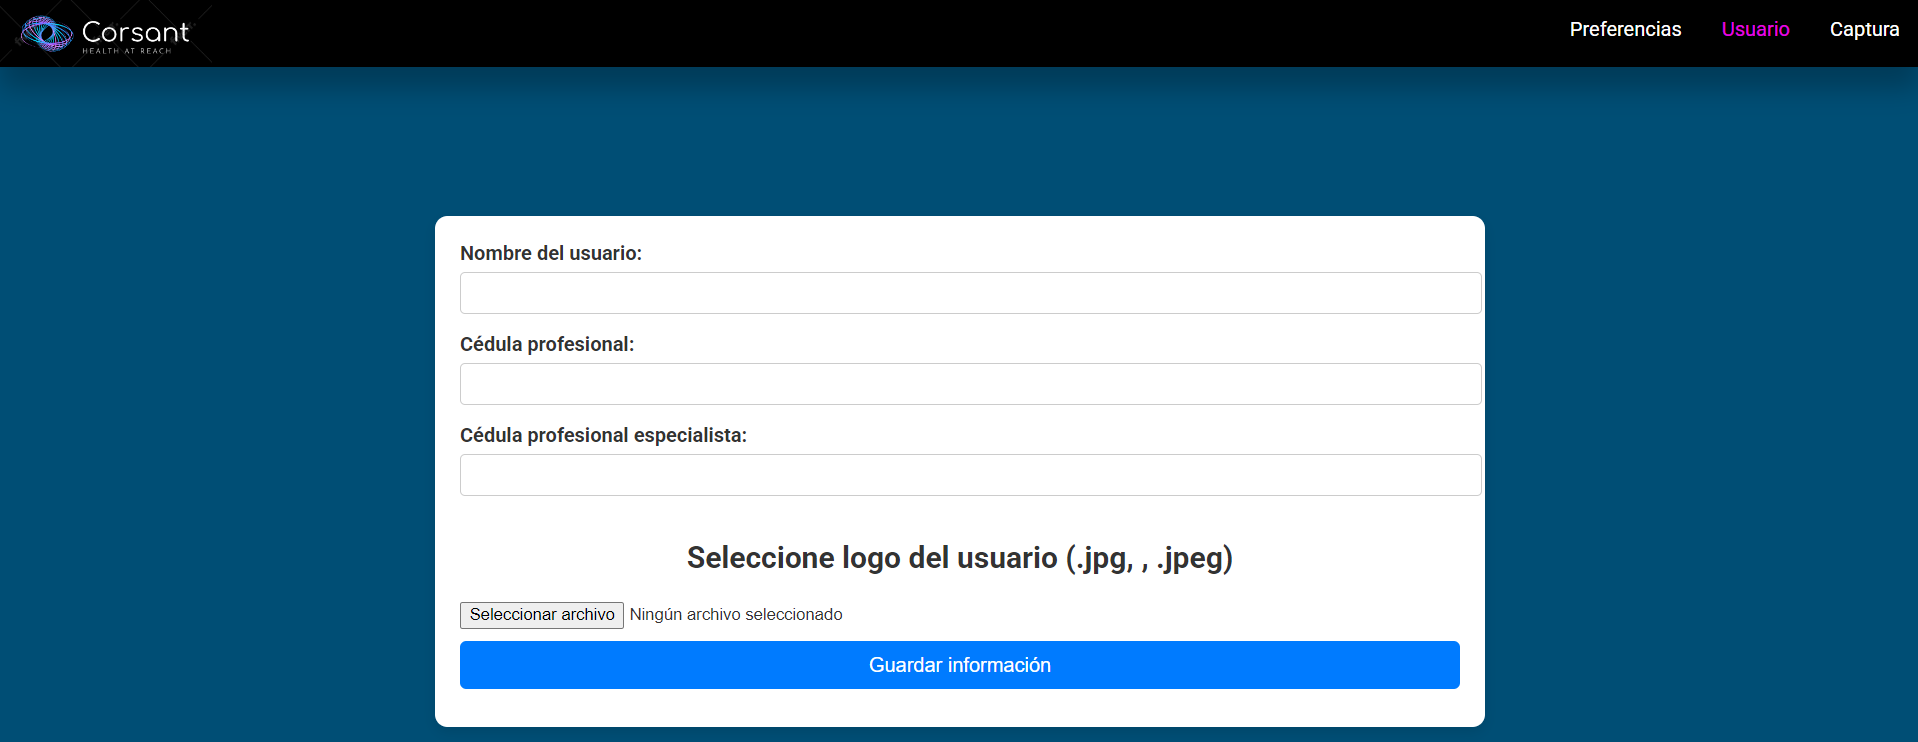 Corsant
HEALTH AT REACH
Preferencias Usuario Captura
Nombre del usuario:
Cédula profesional:
Cédula profesional especialista:
Seleccione logo del usuario (.jpg, , .jpeg)
Seleccionar archivo Ningún archivo seleccionado
Guardar información